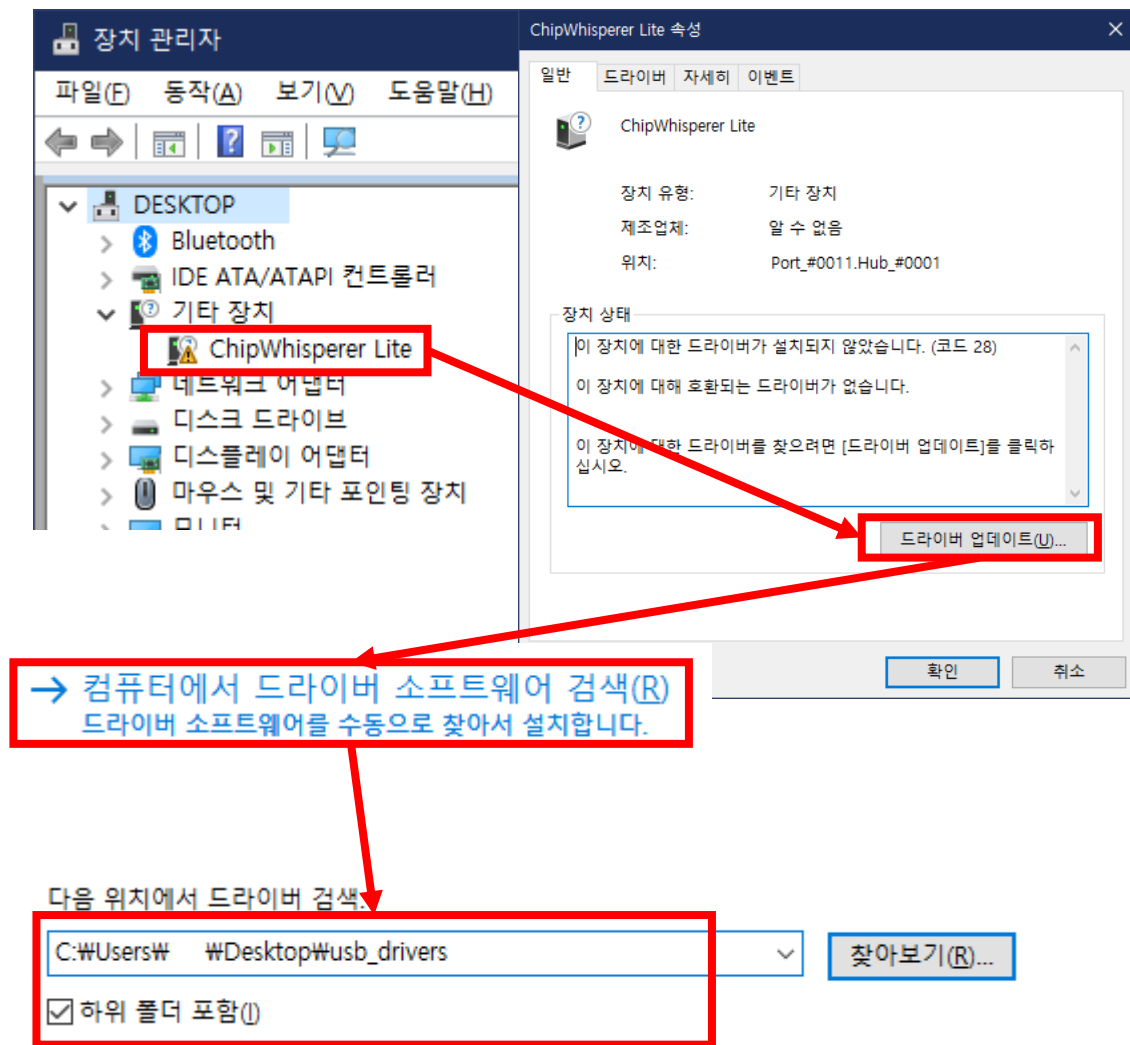 장치 관리자
파일(F) 동작(A) 보기(V) 도움말(H)
DESKTOP
Bluetooth
IDE ATA/ATAPI 컨트롤러
기타 장치
ChipWhisperer Lite
네트워크 어댑터
디스크 드라이브
디스플레이 어댑터
마우스 및 기타 포인팅 장치
모니터
ChipWhisperer Lite 속성
일반 드라이버 자세히 이벤트
ChipWhisperer Lite
장치 유형: 기타 장치
제조업체: 알 수 없음
위치: Port_#0011.Hub_#0001
장치 상태
이 장치에 대한 드라이버가 설치되지 않았습니다. (코드 28)
이 장치에 대해 호환되는 드라이버가 없습니다.
이 장치에 대한 드라이버를 찾으려면 [드라이버 업데이트]를 클릭하
십시오.
드라이버 업데이트(U)...
확인 취소
→ 컴퓨터에서 드라이버 소프트웨어 검색(R)
드라이버 소프트웨어를 수동으로 찾아서 설치합니다.
다음 위치에서 드라이버 검색:
C:₩Users₩ ₩Desktop₩usb_drivers
찾아보기(R)...
하위 폴더 포함(I)